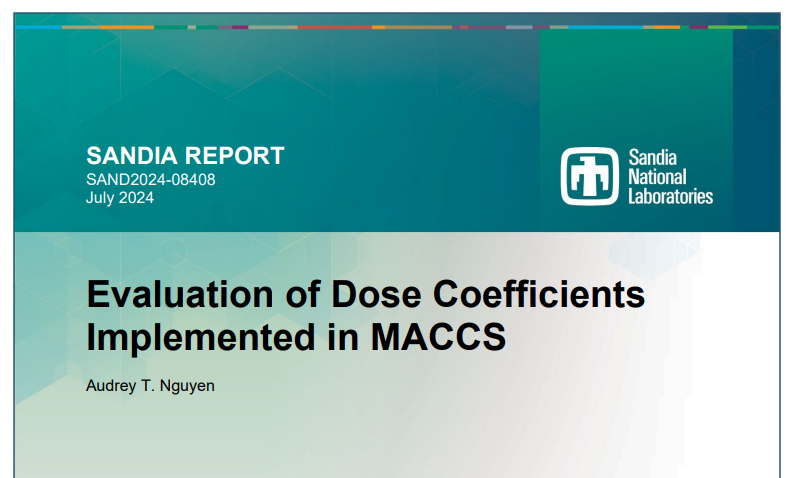 SANDIA REPORT
SAND2024-08408
July 2024
Sandia
National
Laboratories
Evaluation of Dose Coefficients
Implemented in MACCS
Audrey T. Nguyen